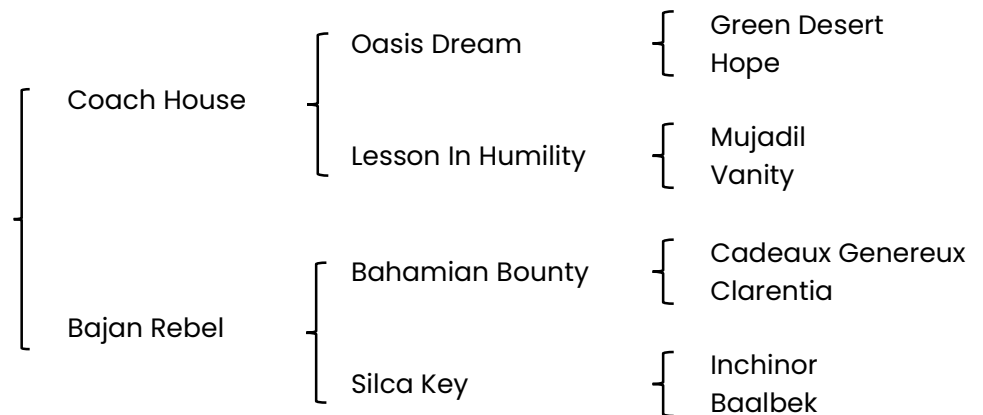 Green Desert
Oasis Dream
Hope
Coach House
Mujadil
Lesson In Humility
Vanity
Cadeaux Genereux
Bahamian Bounty
Clarentia
Bajan Rebel
Inchinor
Silca Key
Baalbek